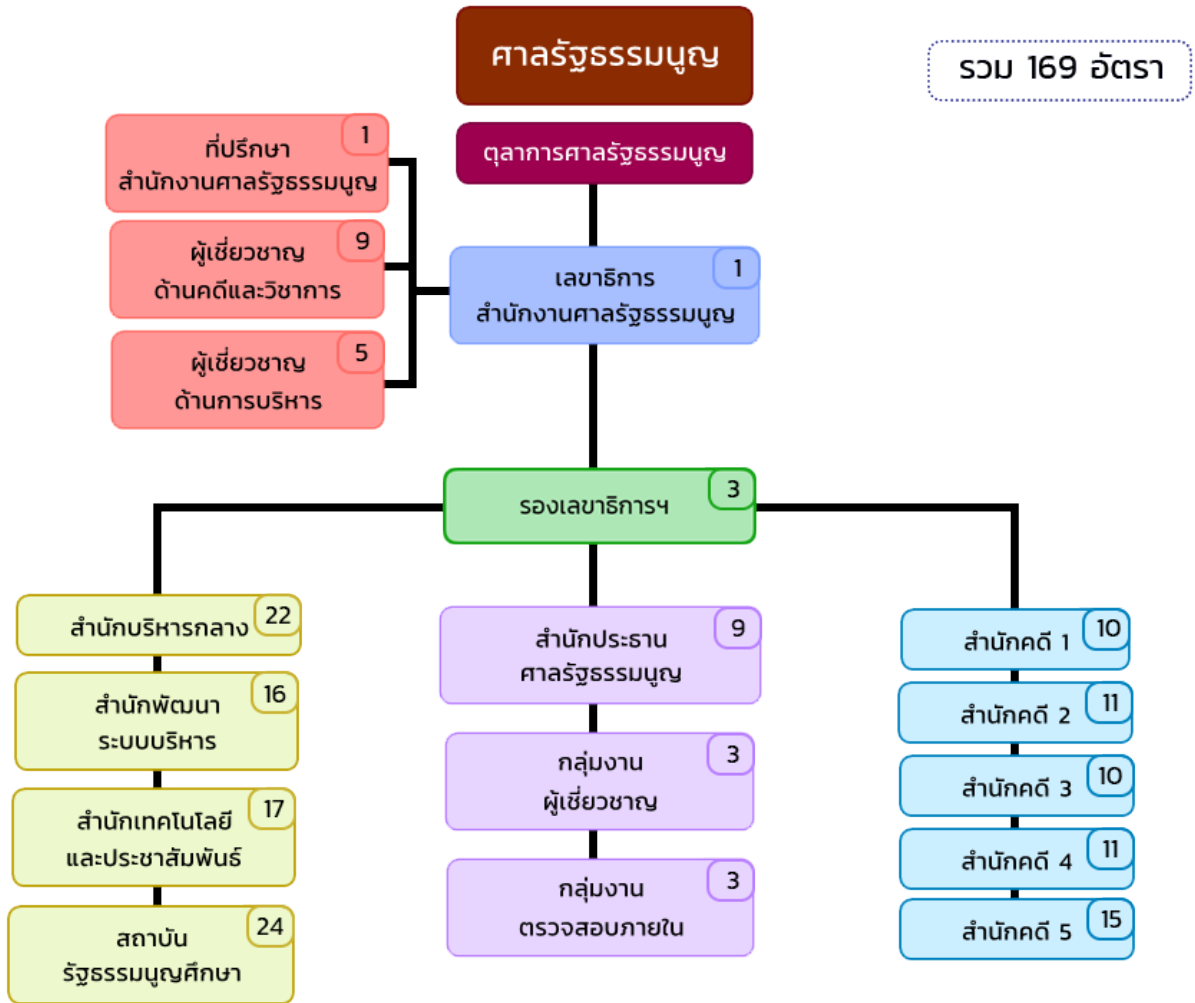 ศาลรัฐธรรมนูญ
รวม 169 อัตรา
ตุลาการศาลรัฐธรรมนูญ
1
ที่ปรึกษา
สำนักงานศาลรัฐธรรมนูญ
9
ผู้เชี่ยวชาญ
ด้านคดีและวิชาการ
5
ผู้เชี่ยวชาญ
ด้านการบริหาร
1
เลขาธิการ
สำนักงานศาลรัฐธรรมนูญ
3
รองเลขาธิการฯ
22
สำนักบริหารกลาง
16
สำนักพัฒนา
ระบบบริหาร
17
สำนักเทคโนโลยี
และประชาสัมพันธ์
24
สถาบัน
รัฐธรรมนูญศึกษา
9
สำนักประธาน
ศาลรัฐธรรมนูญ
3
กลุ่มงาน
ผู้เชี่ยวชาญ
3
กลุ่มงาน
ตรวจสอบภายใน
10
สำนักคดี 1
11
สำนักคดี 2
10
สำนักคดี 3
11
สำนักคดี 4
15
สำนักคดี 5